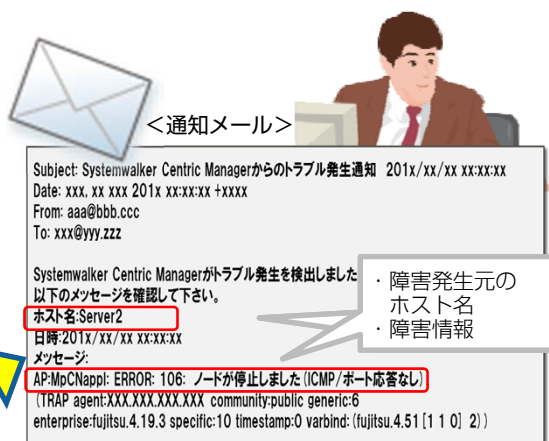 ＜通知メール＞
Subject: Systemwalker Centric Managerからのトラブル発生通知 201x/xx/xx xx:xx:xx
Date: xxx, xx xxx 201x xx:xx:xx +xxxx
From: aaa@bbb.ccc
To: xxx@yyy.zzz
Systemwalker Centric Managerがトラブル発生を検出しました
以下のメッセージを確認して下さい。
ホスト名:Server2
日時:201x/xx/xx xx:xx:xx
メッセージ:
AP:MpCNappl: ERROR: 106: ノードが停止しました(ICMP/ポート応答なし)
(TRAP agent:XXX.XXX.XXX.XXX community:public generic:6
enterprise:fujitsu.4.19.3 specific:10 timestamp:0 varbind:(fujitsu.4.51 [1 1 0] 2))
・障害発生元の
ホスト名
・障害情報